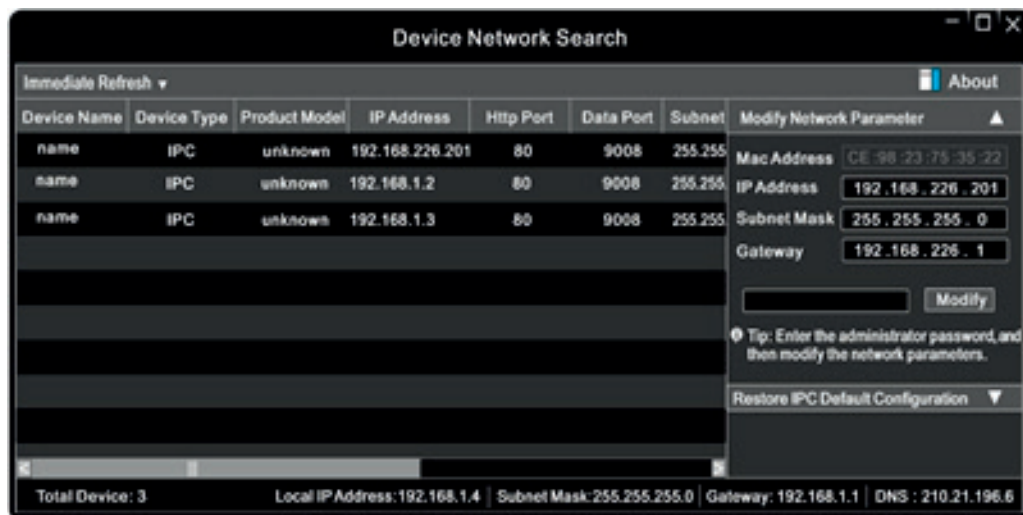 Device Network Search
Immediate Refresh
About
Device Name Device Type Product Model IP Address Http Port Data Port Subnet
name IPC unknown 192.168.226.201 80 9008 255.255
name IPC unknown 192.168.1.2 80 9008 255.255.
name IPC unknown 192.168.1.3 80 9008 255.255.
Modify Network Parameter
Mac Address CE:98:23:75:35:22
IP Address 192.168.226.201
Subnet Mask 255.255.255.0
Gateway 192.168.226.1
Modify
Tip: Enter the administrator password, and
then modify the network parameters.
Restore IPC Default Configuration
Total Device: 3 Local IP Address:192.168.1.4 Subnet Mask:255.255.255.0 Gateway: 192.168.1.1 DNS : 210.21.196.6